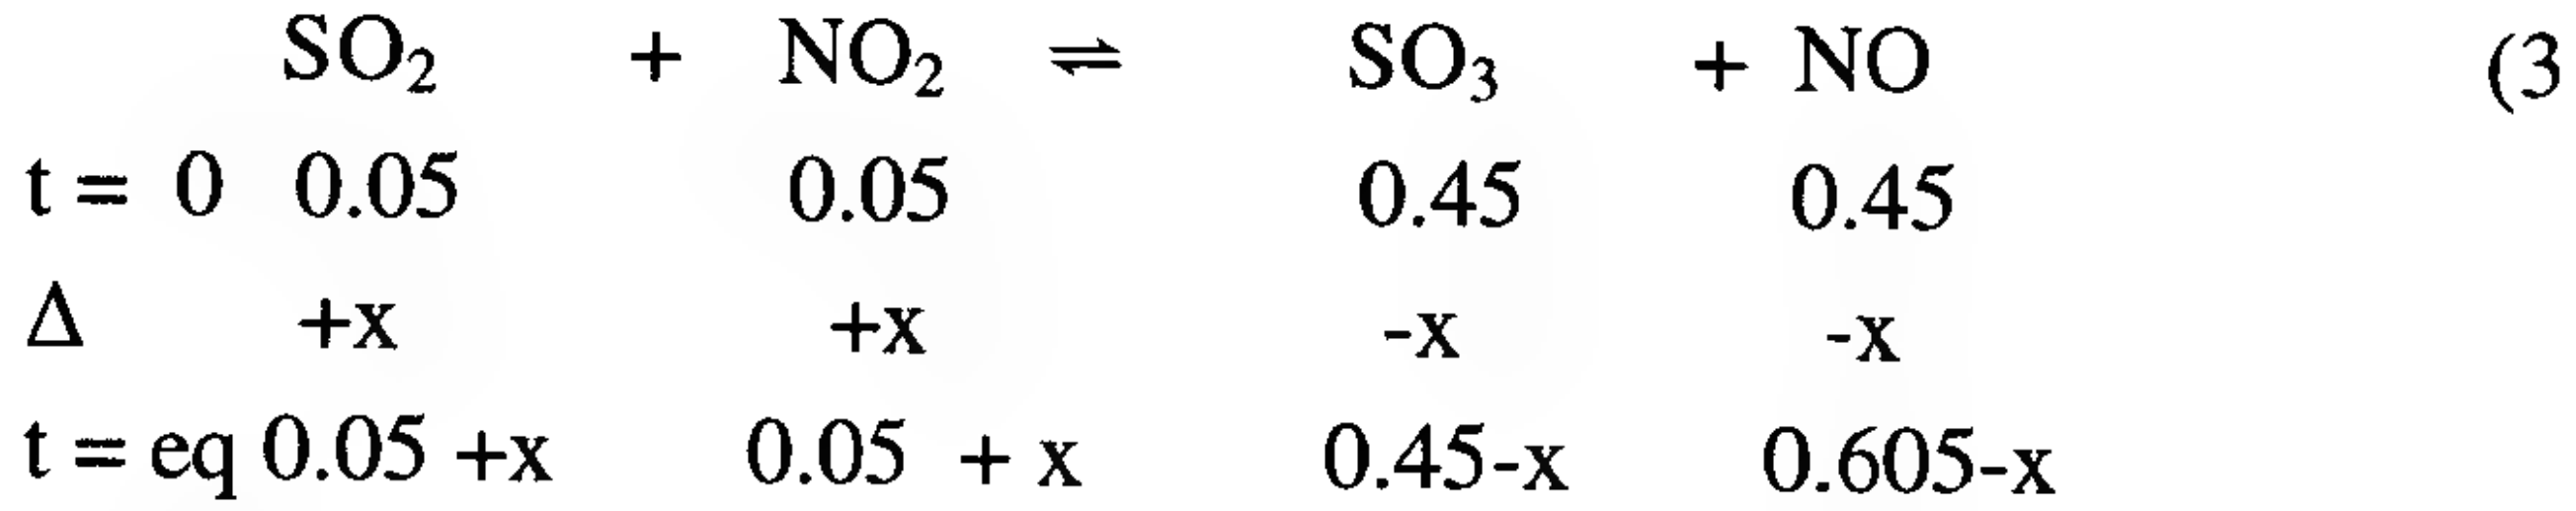 SO₂ + NO₂ ⇌ SO₃ + NO (3
t = 0 0.05 0.05 0.45 0.45
Δ +x +x -x -x
t = eq 0.05 +x 0.05 + x 0.45-x 0.605-x